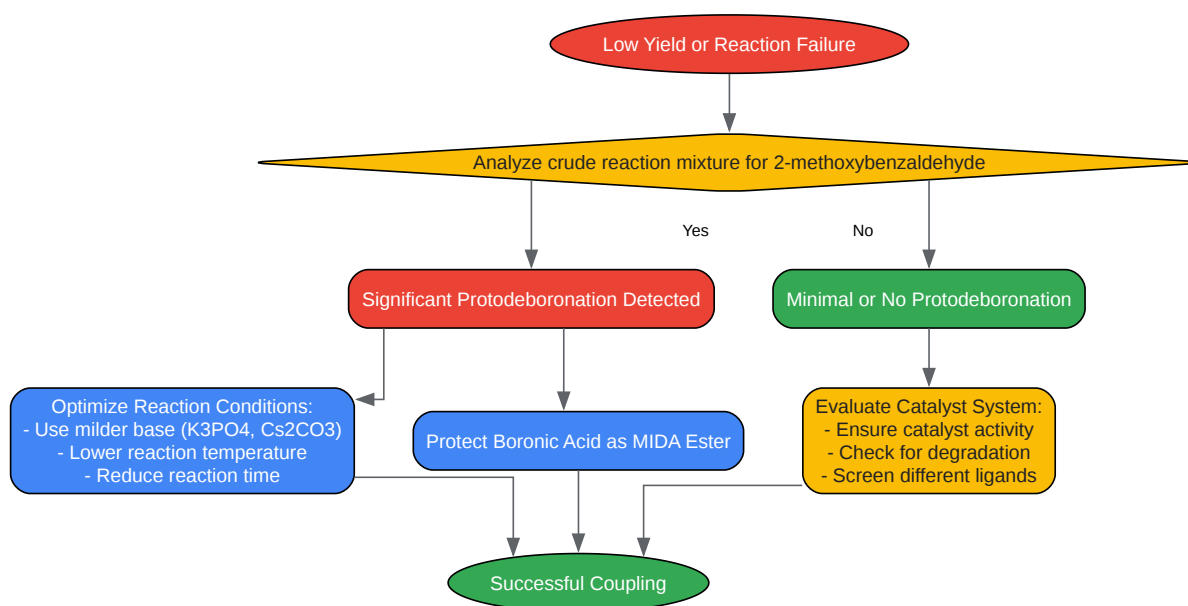 Low Yield or Reaction Failure
Analyze crude reaction mixture for 2-methoxybenzaldehyde
Yes
No
Significant Protodeboronation Detected
Minimal or No Protodeboronation
Optimize Reaction Conditions:
- Use milder base (K3PO4, Cs2CO3)
- Lower reaction temperature
- Reduce reaction time
Protect Boronic Acid as MIDA Ester
Evaluate Catalyst System:
- Ensure catalyst activity
- Check for degradation
- Screen different ligands
Successful Coupling